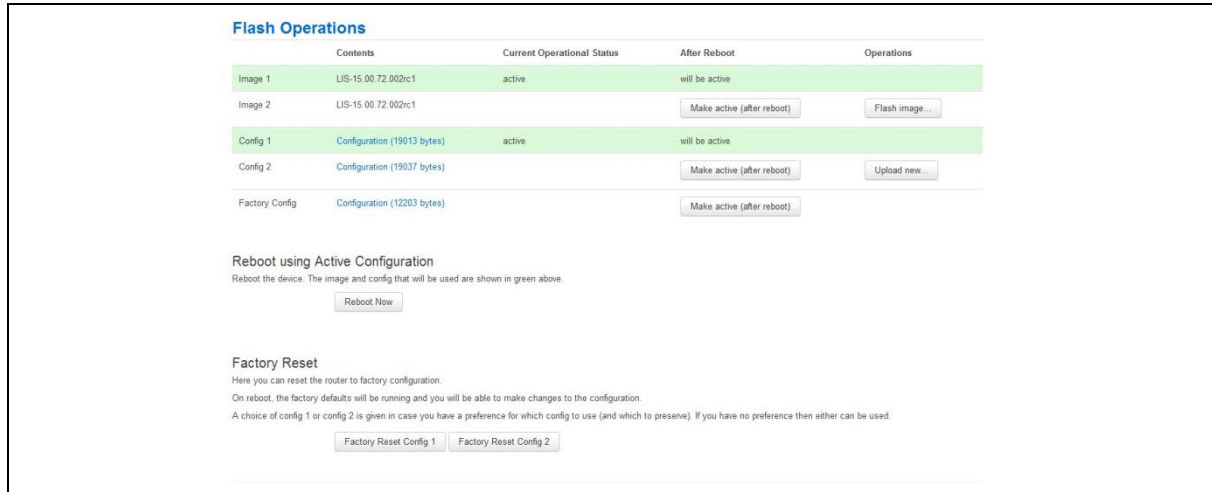 Flash Operations
Contents Current Operational Status After Reboot Operations
Image 1 LIS-15.00.72.002rc1 active will be active
Image 2 LIS-15.00.72.002rc1 Make active (after reboot) Flash image...
Config 1 Configuration (19013 bytes) active will be active
Config 2 Configuration (19037 bytes) Make active (after reboot) Upload new...
Factory Config Configuration (12203 bytes) Make active (after reboot)
Reboot using Active Configuration
Reboot the device. The image and config that will be used are shown in green above.
Reboot Now
Factory Reset
Here you can reset the router to factory configuration.
On reboot, the factory defaults will be running and you will be able to make changes to the configuration.
A choice of config 1 or config 2 is given in case you have a preference for which config to use (and which to preserve). If you have no preference then either can be used.
Factory Reset Config 1 Factory Reset Config 2